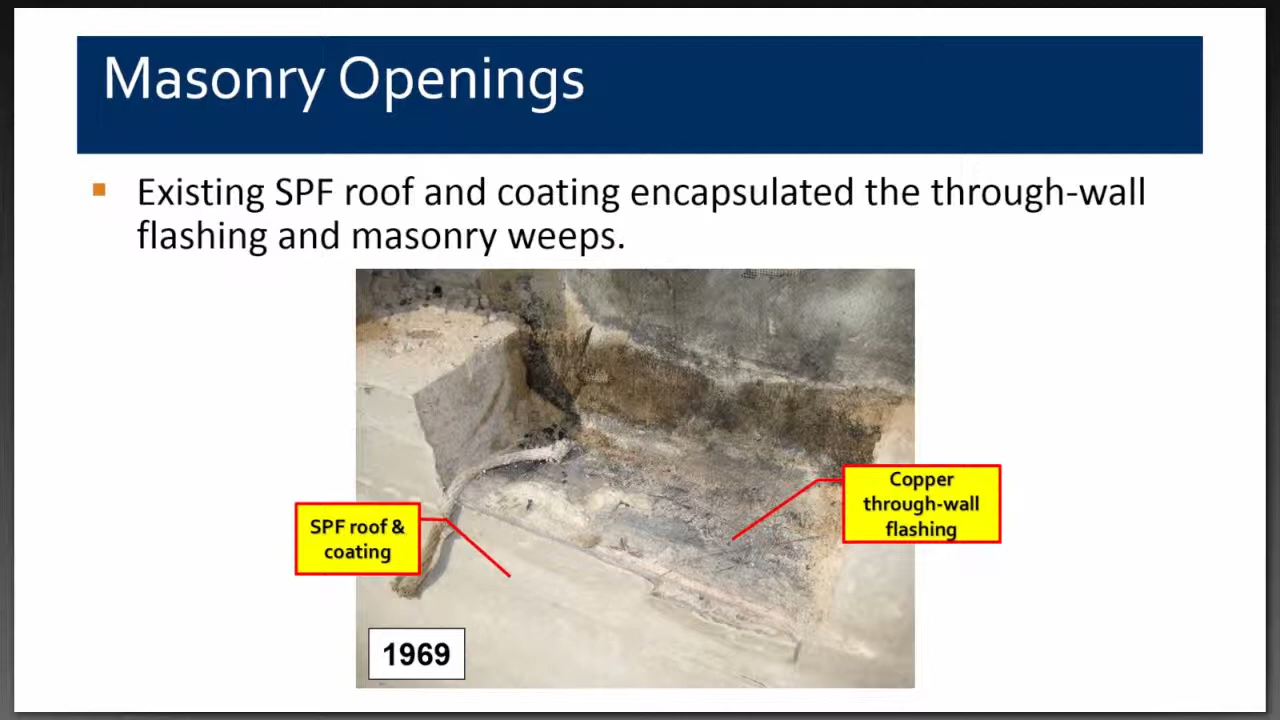 Masonry Openings
Existing SPF roof and coating encapsulated the through-wall
flashing and masonry weeps.
Copper
through-wall
flashing
SPF roof &
coating
1969